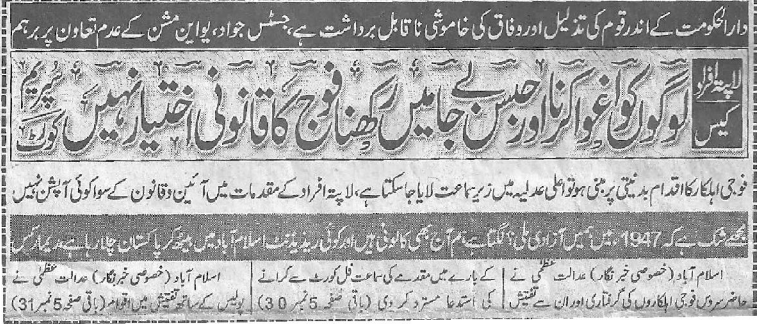 دارالحکومت کے اندر قوم کی تذلیل اور وفاق کی خاموشی ناقابل برداشت ہے، جسٹس جواد، یو این مشن کے عدم تعاون پر برہم
لاپتہ افراد کیس
لوگوں کو اغوا کرنا اور حبس بے جا میں رکھنا فوج کا قانونی اختیار نہیں
سپریم کورٹ
فوجی اہلکار کا اقدام بدنیتی پر مبنی ہو تو اعلیٰ عدلیہ میں زیر سماعت لایا جاسکتا ہے، لاپتہ افراد کے مقدمات میں آئین و قانون کے سوا کوئی آپشن نہیں
مجھے شک ہے کہ 1947ء میں ہمیں آزادی ملی؟ لگتا ہے ہم آج بھی کالونی ہیں اور کوئی ریذیڈنٹ اسلام آباد میں بیٹھ کر پاکستان چلا رہا ہے، ریمارکس
اسلام آباد (خصوصی خبر نگار) عدالت عظمیٰ نے
حاضر سروس فوجی اہلکاروں کی گرفتاری اور ان سے تفتیش
کے بارے میں مقدمے کی سماعت فل کورٹ سے کرانے
کی استدعا مسترد کر دی (باقی صفحہ 5 نمبر 30)
اسلام آباد (خصوصی خبر نگار) عدالت عظمیٰ نے
پولیس کے ساتھ تفتیش میں اقوام (باقی صفحہ 5 نمبر 31)